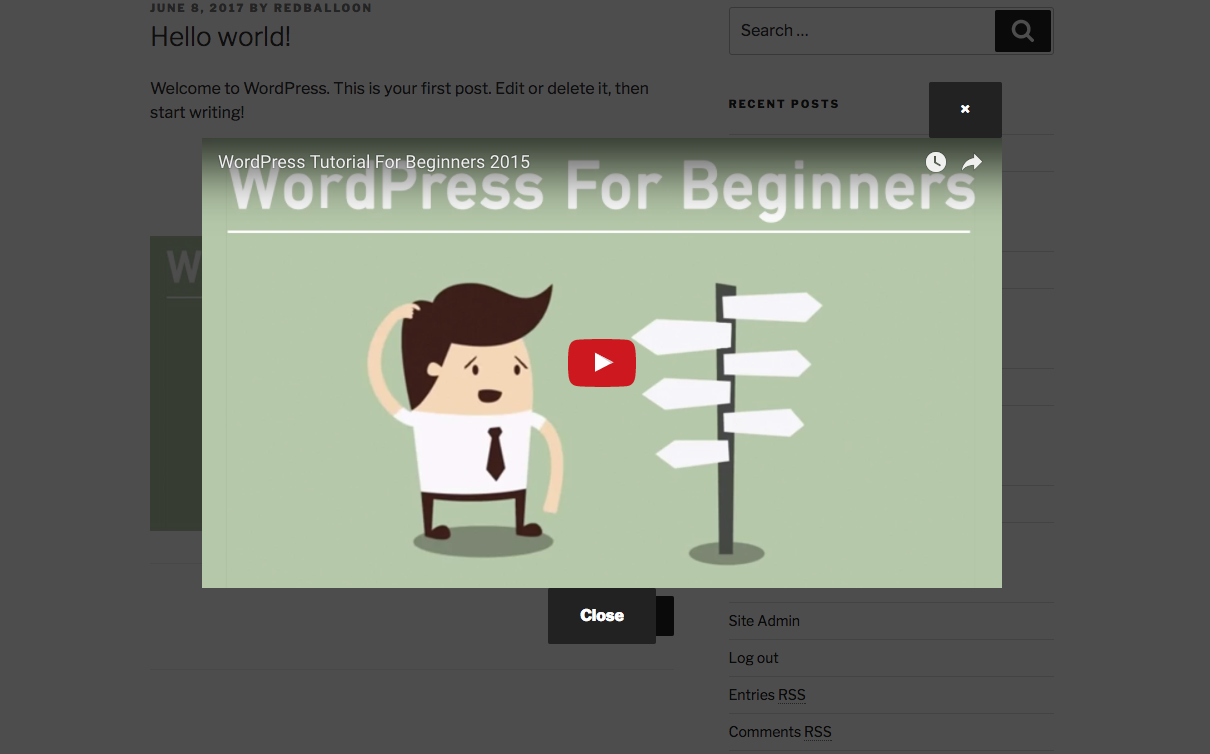 JUNE 8, 2017 BY REDBALLOON
Hello world!
Welcome to WordPress. This is your first post. Edit or delete it, then
start writing!
Search …
RECENT POSTS
×
WordPress Tutorial For Beginners 2015
WordPress For Beginners
W
Close
Site Admin
Log out
Entries RSS
Comments RSS